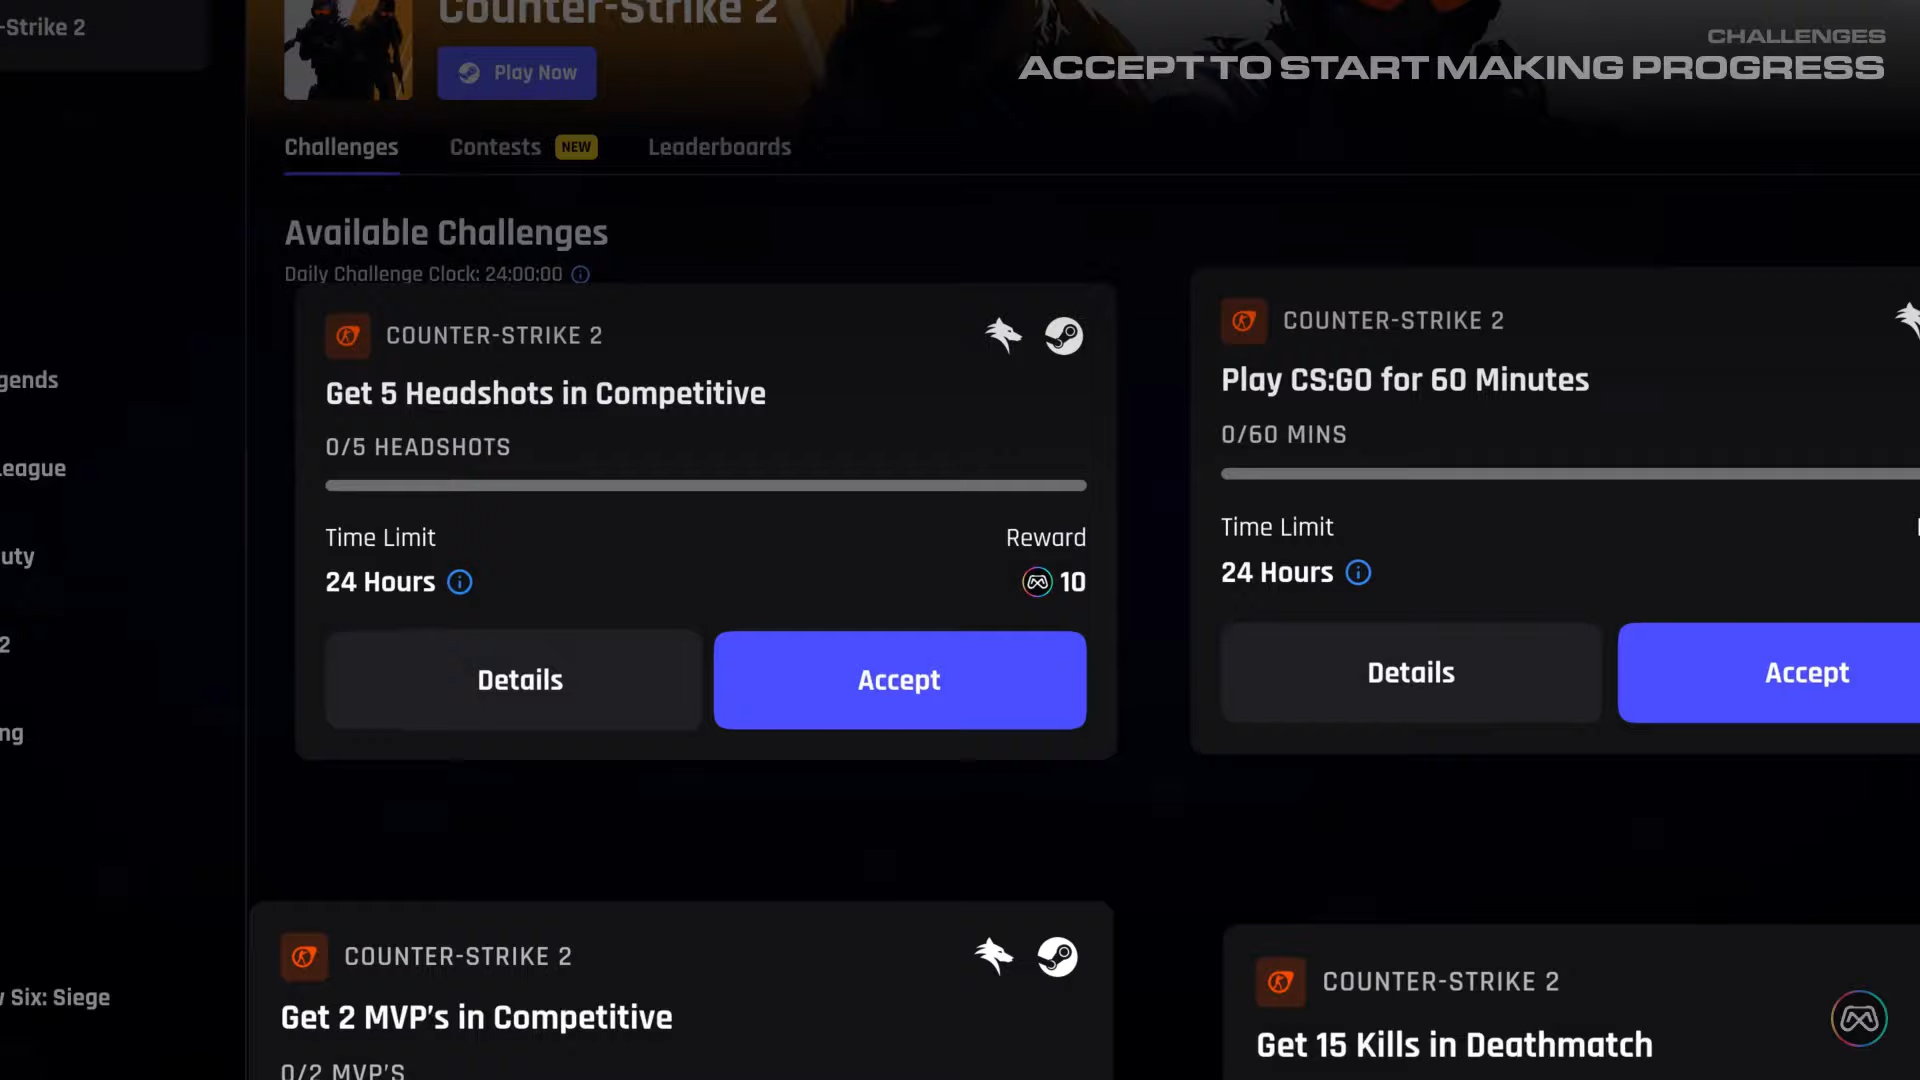 -Strike 2
Counter-Strike 2
Play Now
CHALLENGES
ACCEPT TO START MAKING PROGRESS
Challenges
Contests NEW
Leaderboards
Available Challenges
Daily Challenge Clock: 24:00:00
COUNTER-STRIKE 2
Get 5 Headshots in Competitive
0/5 HEADSHOTS
Time Limit
Reward
24 Hours
10
Details
Accept
COUNTER-STRIKE 2
Play CS:GO for 60 Minutes
0/60 MINS
Time Limit
24 Hours
Details
Accept
gends
eague
uty
2
ng
Six: Siege
COUNTER-STRIKE 2
Get 2 MVP's in Competitive
0/2 MVP'S
COUNTER-STRIKE 2
Get 15 Kills in Deathmatch